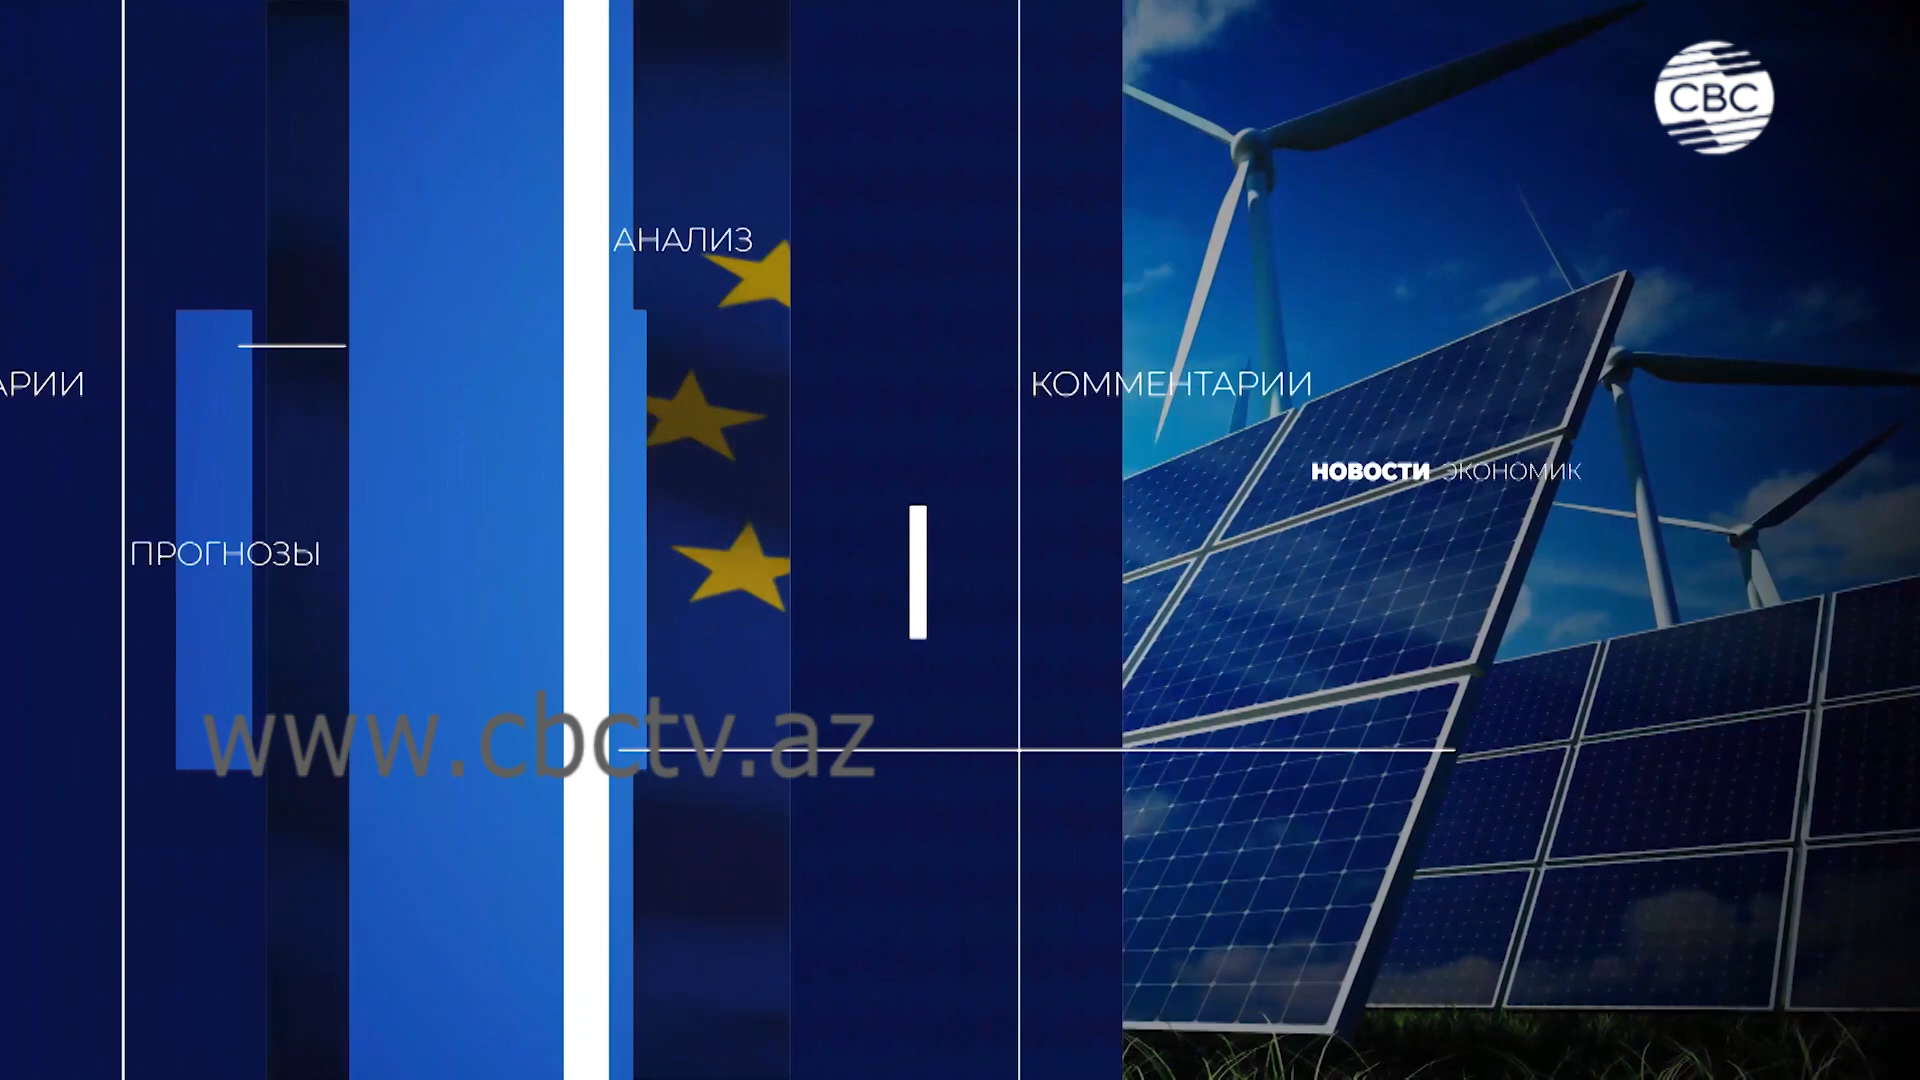 CBC
АНАЛИЗ
АРИИ
КОММЕНТАРИИ
НОВОСТИ ЭКОНОМИК
ПРОГНОЗЫ
www.cbctv.az